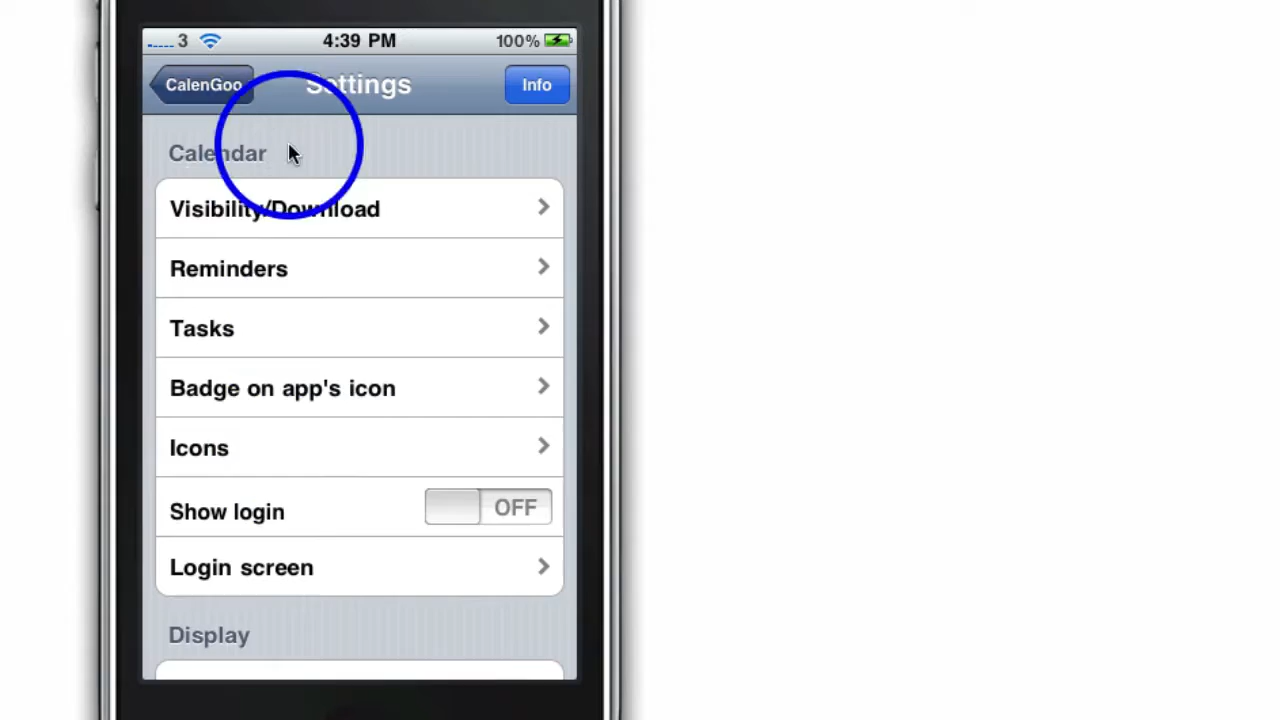 3 4:39 PM 100%
CalenGoo Settings Info
Calendar
Visibility/Download
Reminders
Tasks
Badge on app's icon
Icons
Show login OFF
Login screen
Display